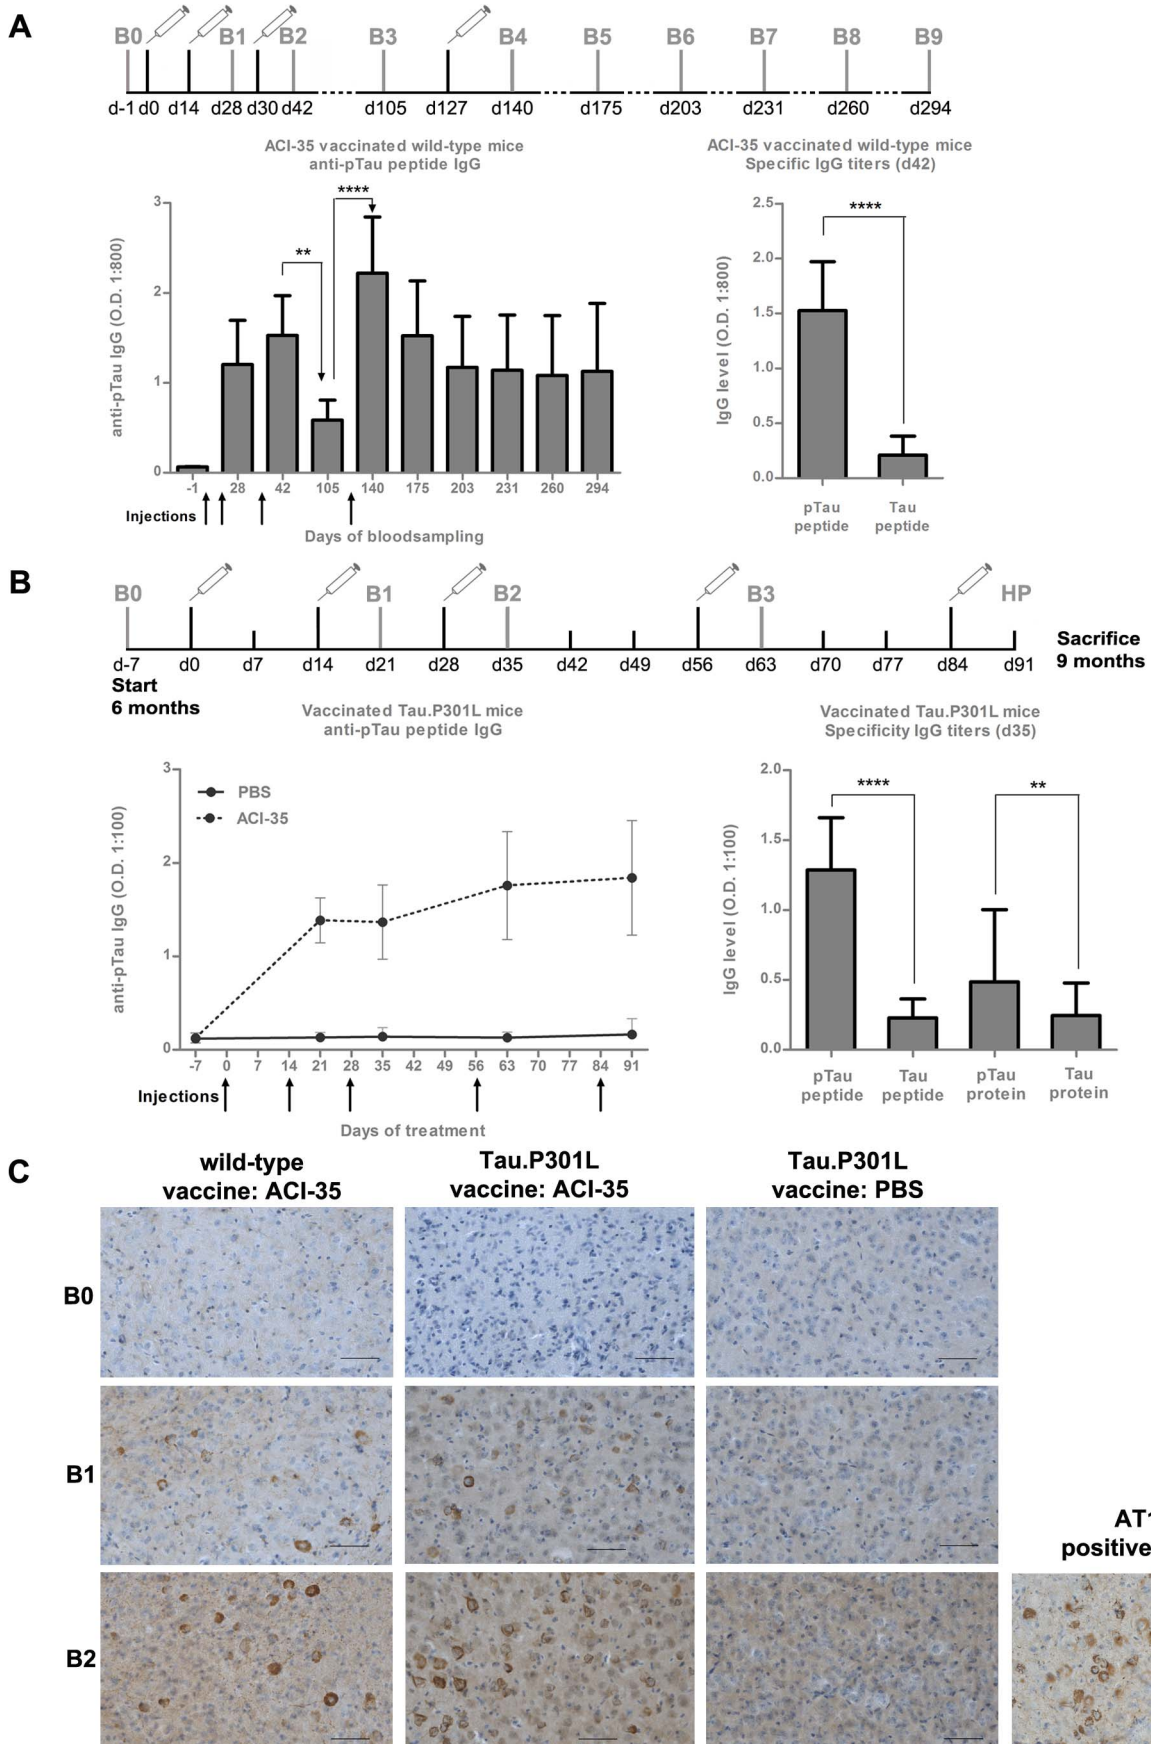 A
B0 B1 B2 B3 B4 B5 B6 B7 B8 B9
d-1 d0 d14 d28 d30 d42 d105 d127 d140 d175 d203 d231 d260 d294
ACI-35 vaccinated wild-type mice
anti-pTau peptide IgG
anti-pTau IgG (O.D. 1:800)
3
2
1
0
**
****
-1 28 42 105 140 175 203 231 260 294
Injections
Days of bloodsampling
ACI-35 vaccinated wild-type mice
Specific IgG titers (d42)
IgG level (O.D. 1:800)
2.5
2.0
1.5
1.0
0.5
0.0
****
pTau Tau
peptide peptide
B
B0 B1 B2 B3 HP
d-7 d0 d7 d14 d21 d28 d35 d42 d49 d56 d63 d70 d77 d84 d91
Start
6 months
Sacrifice
9 months
Vaccinated Tau.P301L mice
anti-pTau peptide IgG
anti-pTau IgG (O.D. 1:100)
3
2
1
0
PBS
ACI-35
-7 0 7 14 21 28 35 42 49 56 63 70 77 84 91
Injections
Days of treatment
Vaccinated Tau.P301L mice
Specificity IgG titers (d35)
IgG level (O.D. 1:100)
2.0
1.5
1.0
0.5
0.0
****
**
pTau Tau pTau Tau
peptide peptide protein protein
C
wild-type
vaccine: ACI-35
Tau.P301L
vaccine: ACI-35
Tau.P301L
vaccine: PBS
B0
B1
B2
positive